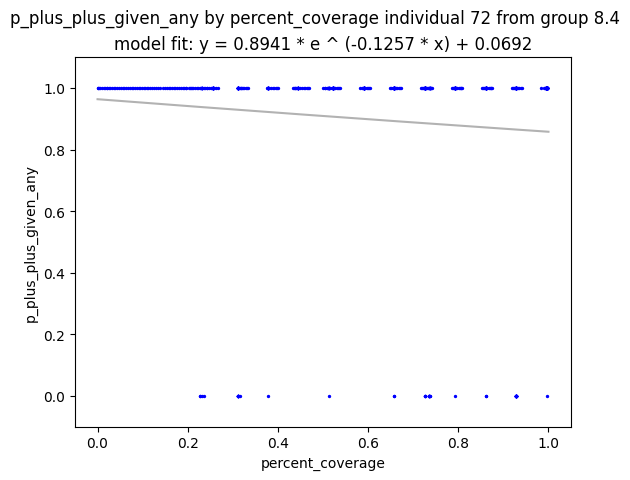 p_plus_plus_given_any by percent_coverage individual 72 from group 8.4
model fit: y = 0.8941 * e ^ (-0.1257 * x) + 0.0692
1.0
0.8
0.6
0.4
0.2
0.0
p_plus_plus_given_any
0.0 0.2 0.4 0.6 0.8 1.0
percent_coverage